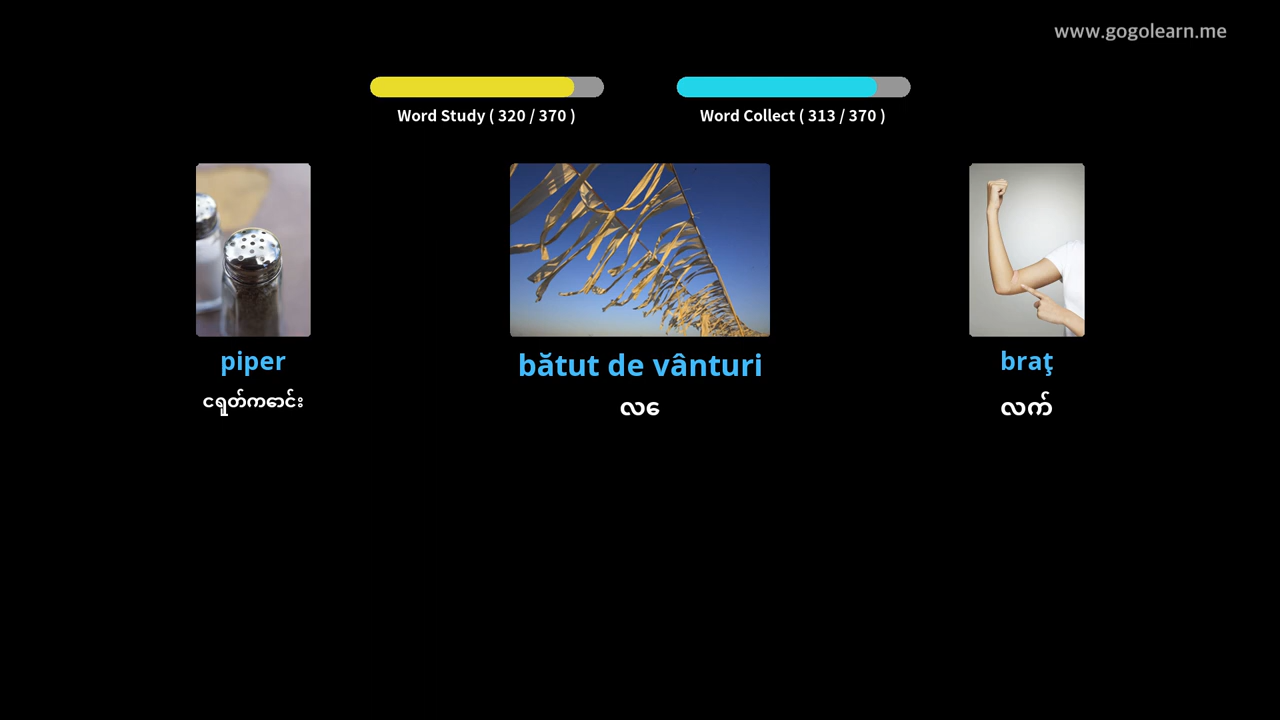 www.gogolearn.me
Word Study ( 320 / 370 )
Word Collect ( 313 / 370 )
piper
ငရုတ်ကောင်း
bătut de vânturi
လေ
braţ
လက်